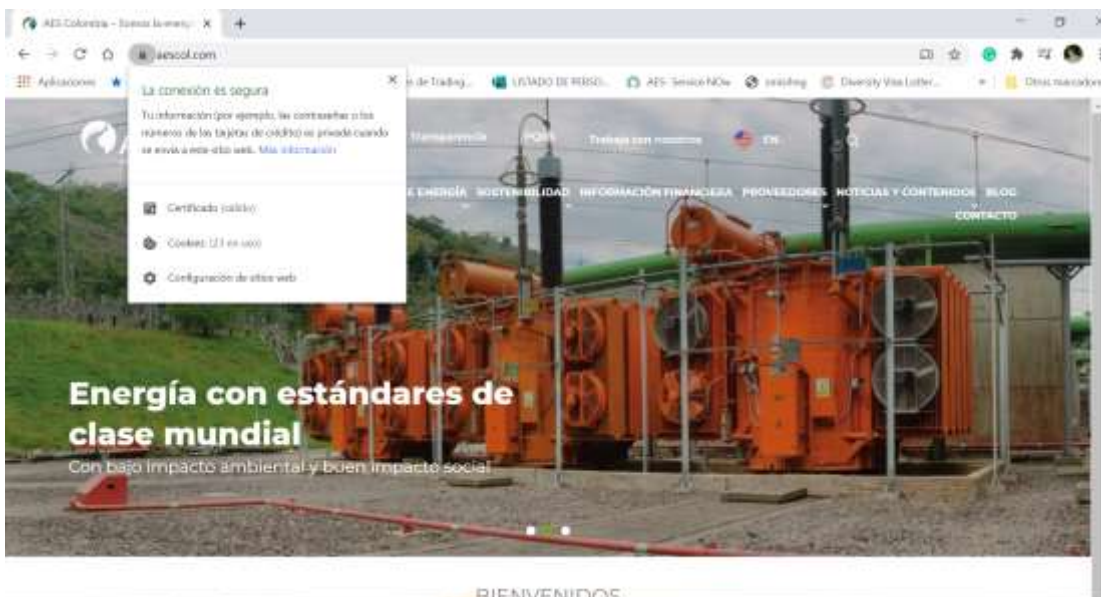 AES Colombia - Somos la energ
aescol.com
Aplicaciones
de Trading...
LISTADO DE PERSO...
AES- Service NOw
Diversity Visa Lotter...
Otros marcadore
La conexión es segura
Tu información (por ejemplo, las contraseñas o los
números de las tarjetas de crédito) es privada cuando
se envía a este sitio web. Más información
Certificado (válido)
Cookies (23 en uso)
Configuración de sitios web
Transparencia
PQRS
Trabaja con nosotros
EN
E ENERGÍA
SOSTENIBILIDAD
INFORMACIÓN FINANCIERA
PROVEEDORES
NOTICIAS Y CONTENIDOS
BLOG
CONTACTO
Energía con estándares de
clase mundial
Con bajo impacto ambiental y buen impacto social
BIENVENIDOS